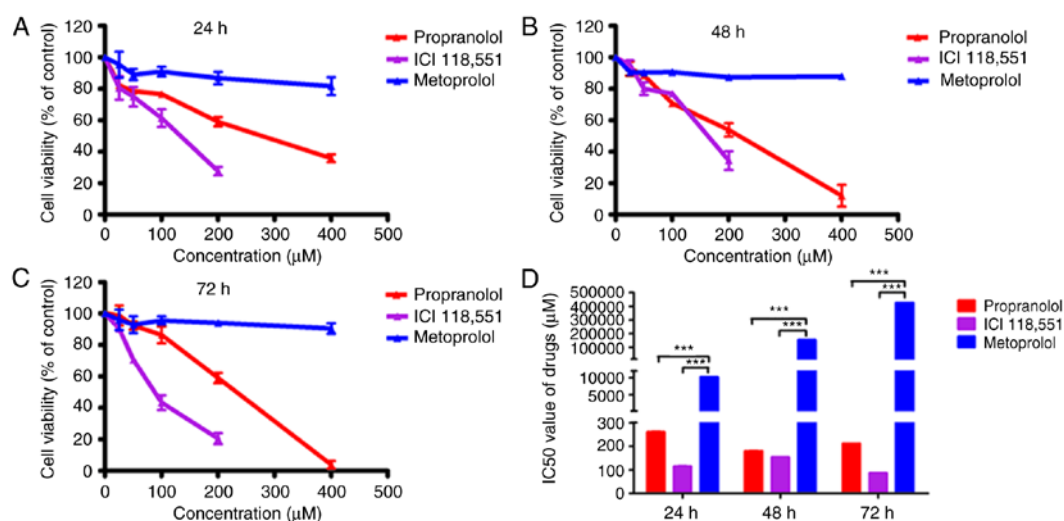 A
24 h
Cell viability (% of control)
120
100
80
60
40
20
0
0 100 200 300 400 500
Concentration (μM)
Propranolol
ICI 118,551
Metoprolol
B
48 h
Cell viability (% of control)
120
100
80
60
40
20
0
0 100 200 300 400 500
Concentration (μM)
Propranolol
ICI 118,551
Metoprolol
C
72 h
Cell viability (% of control)
120
100
80
60
40
20
0
0 100 200 300 400 500
Concentration (μM)
Propranolol
ICI 118,551
Metoprolol
D
IC50 value of drugs (μM)
500000
400000
300000
200000
100000
10000
5000
300
200
100
0
*** ***
*** ***
*** ***
24 h 48 h 72 h
Propranolol
ICI 118,551
Metoprolol